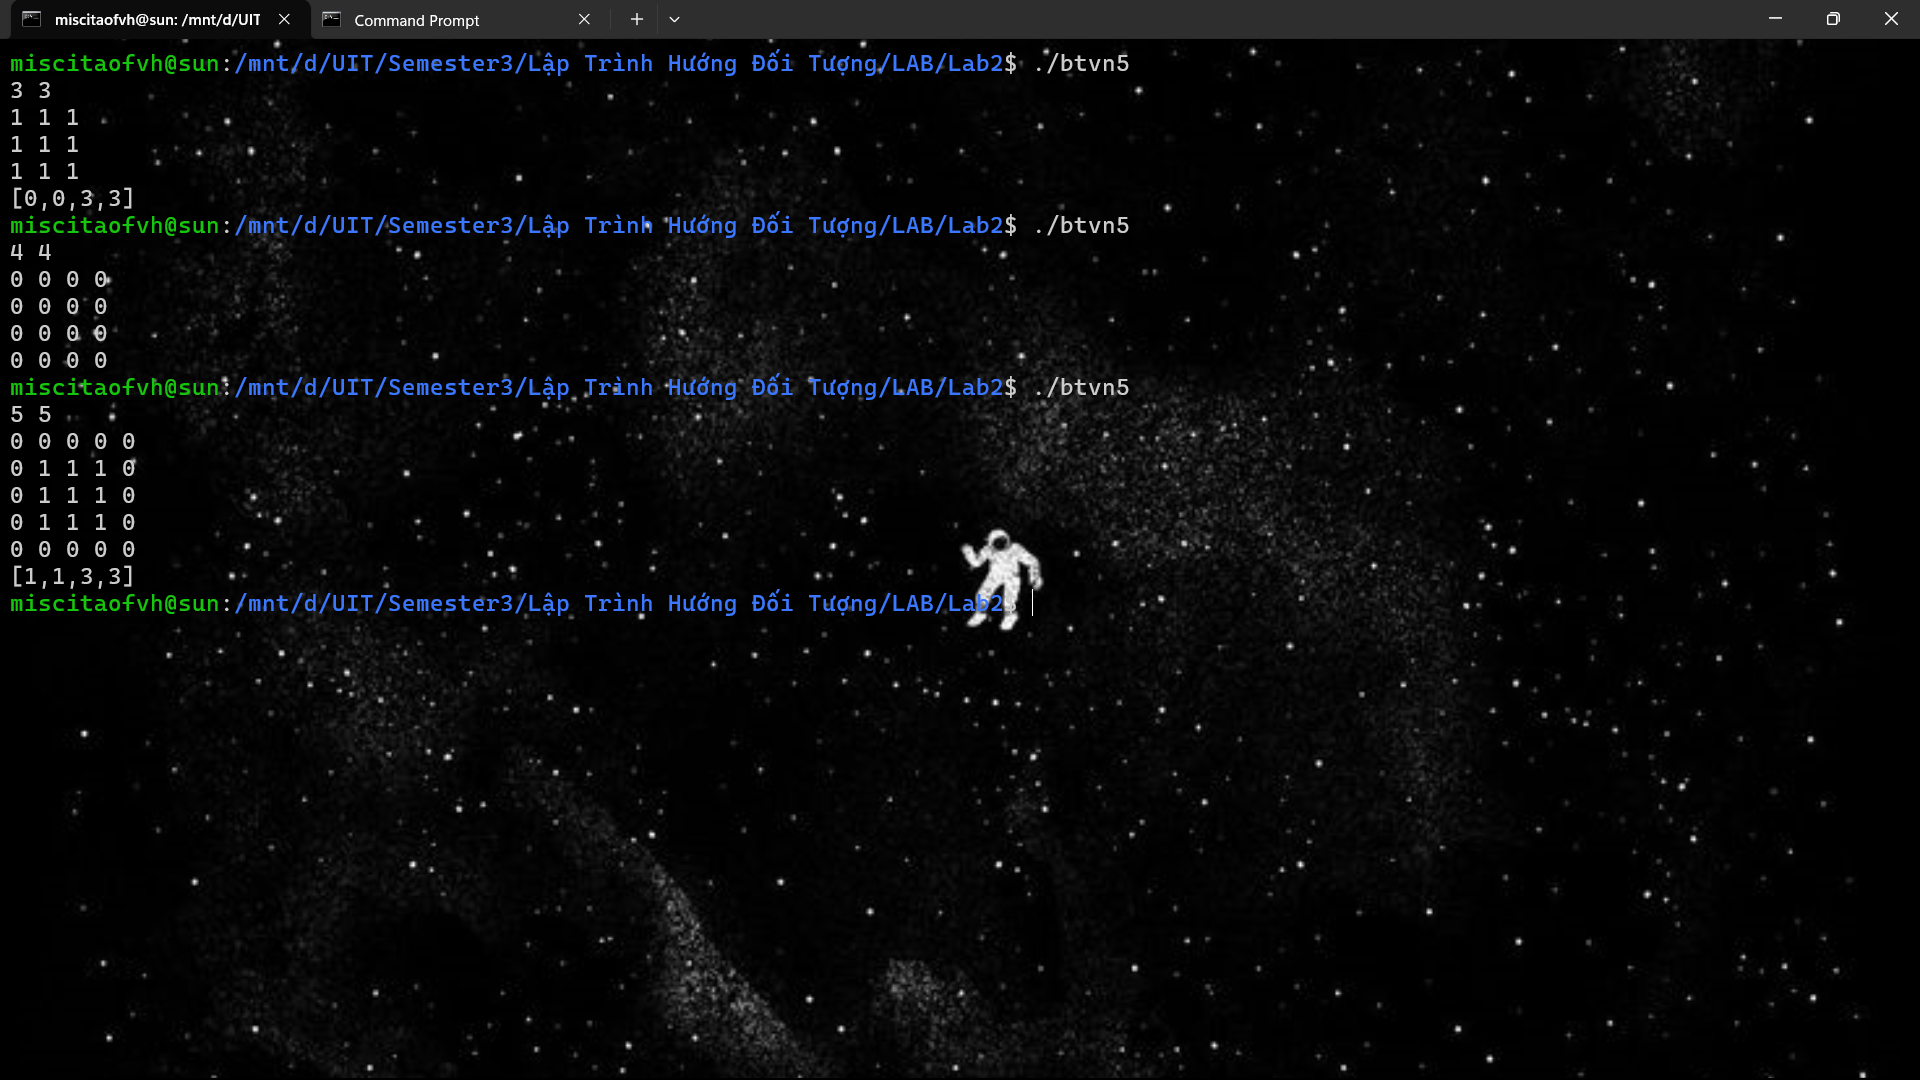 miscitaofvh@sun: /mnt/d/UIT
Command Prompt
miscitaofvh@sun:/mnt/d/UIT/Semester3/Lập Trình Hướng Đối Tượng/LAB/Lab2$ ./btvn5
3 3
1 1 1
1 1 1
1 1 1
[0,0,3,3]
miscitaofvh@sun:/mnt/d/UIT/Semester3/Lập Trình Hướng Đối Tượng/LAB/Lab2$ ./btvn5
4 4
0 0 0 0
0 0 0 0
0 0 0 0
0 0 0 0
miscitaofvh@sun:/mnt/d/UIT/Semester3/Lập Trình Hướng Đối Tượng/LAB/Lab2$ ./btvn5
5 5
0 0 0 0 0
0 1 1 1 0
0 1 1 1 0
0 1 1 1 0
0 0 0 0 0
[1,1,3,3]
miscitaofvh@sun:/mnt/d/UIT/Semester3/Lập Trình Hướng Đối Tượng/LAB/Lab2$